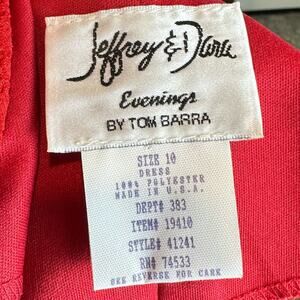 Jeffrey & Dara
Evenings
BY TOM BARRA
SIZE 10
DRESS
100% POLYESTER
MADE IN U.S.A.
DEPT# 383
ITEM# 19410
STYLE# 41241
RN# 74533
SEE REVERSE FOR CARE